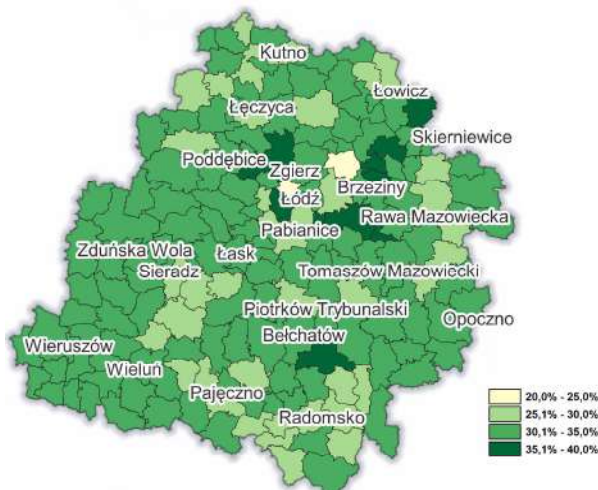 Kutno
Łowicz
Łęczyca
Skierniewice
Poddębice
Zgierz
Brzeziny
Łódź
Rawa Mazowiecka
Pabianice
Zduńska Wola
Łask
Sieradz
Tomaszów Mazowiecki
Piotrków Trybunalski
Opoczno
Bełchatów
Wieruszów
Wieluń
Pajęczno
Radomsko
20,0% - 25,0%
25,1% - 30,0%
30,1% - 35,0%
35,1% - 40,0%